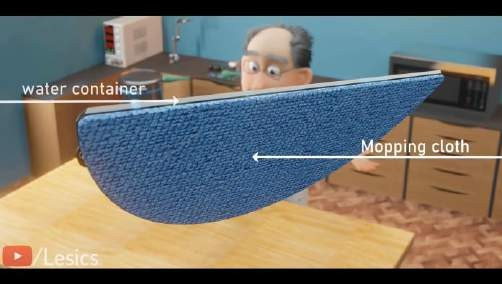 water container
Mopping cloth
/Lesics